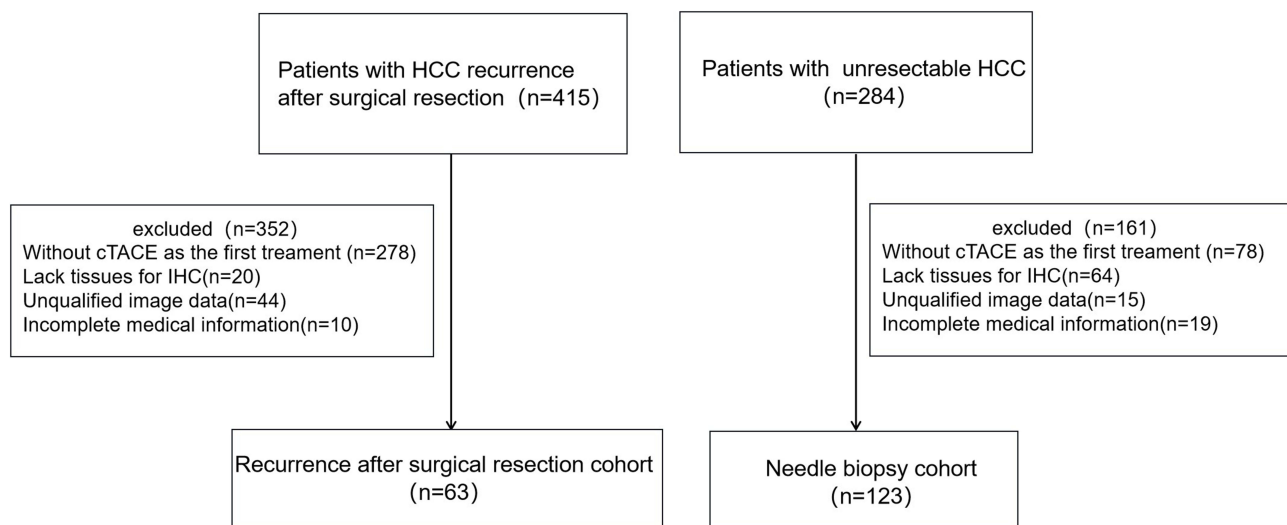 Patients with HCC recurrence
after surgical resection（n=415）
Patients with  unresectable HCC
（n=284）
excluded（n=352）
Without cTACE as the first treament (n=278)
Lack tissues for IHC(n=20)
Unqualified image data(n=44)
Incomplete medical information(n=10)
excluded （n=161）
Without cTACE as the first treament (n=78)
Lack tissues for IHC(n=64)
Unqualified image data(n=15)
Incomplete medical information(n=19)
Recurrence after surgical resection cohort
（n=63）
Needle biopsy cohort
（n=123）